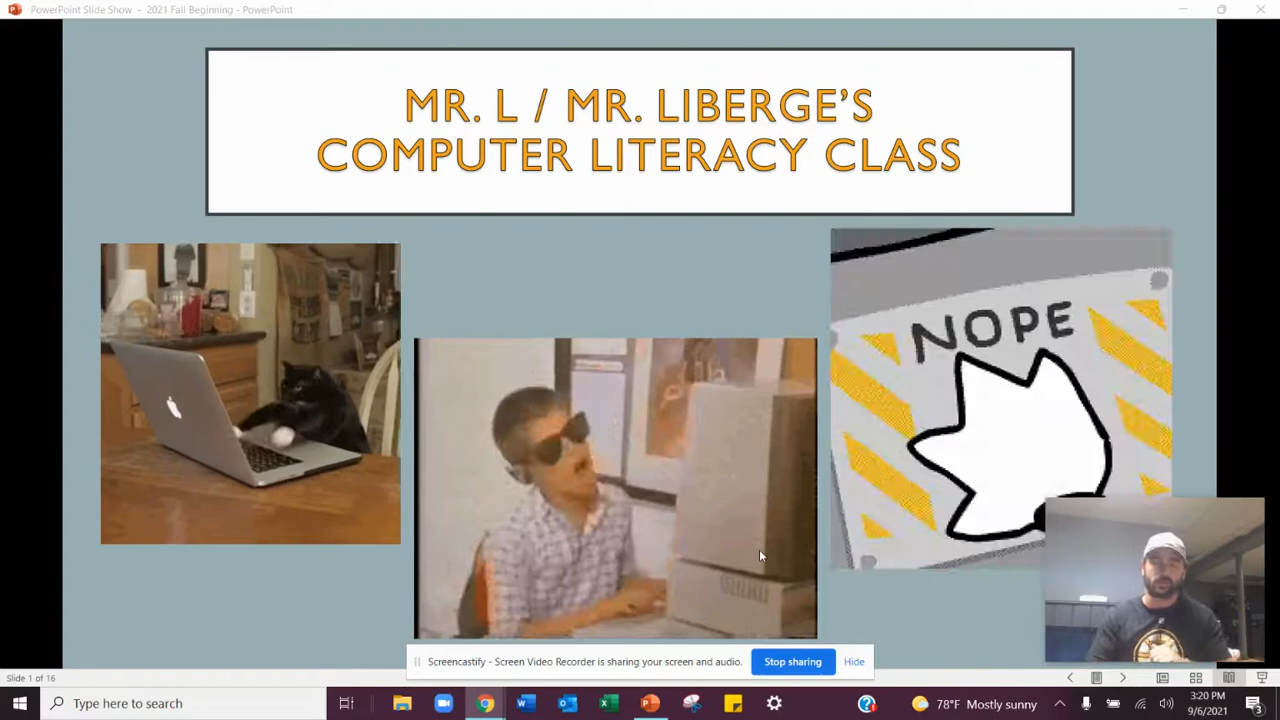 PowerPoint Slide Show - 2021 Fall Beginning - PowerPoint
MR. L / MR. LIBERGE'S
COMPUTER LITERACY CLASS
NOPE
Screencastify - Screen Video Recorder is sharing your screen and audio.
Stop sharing
Hide
Slide 1 of 16
Type here to search
78°F Mostly sunny
3:20 PM
9/6/2021
3